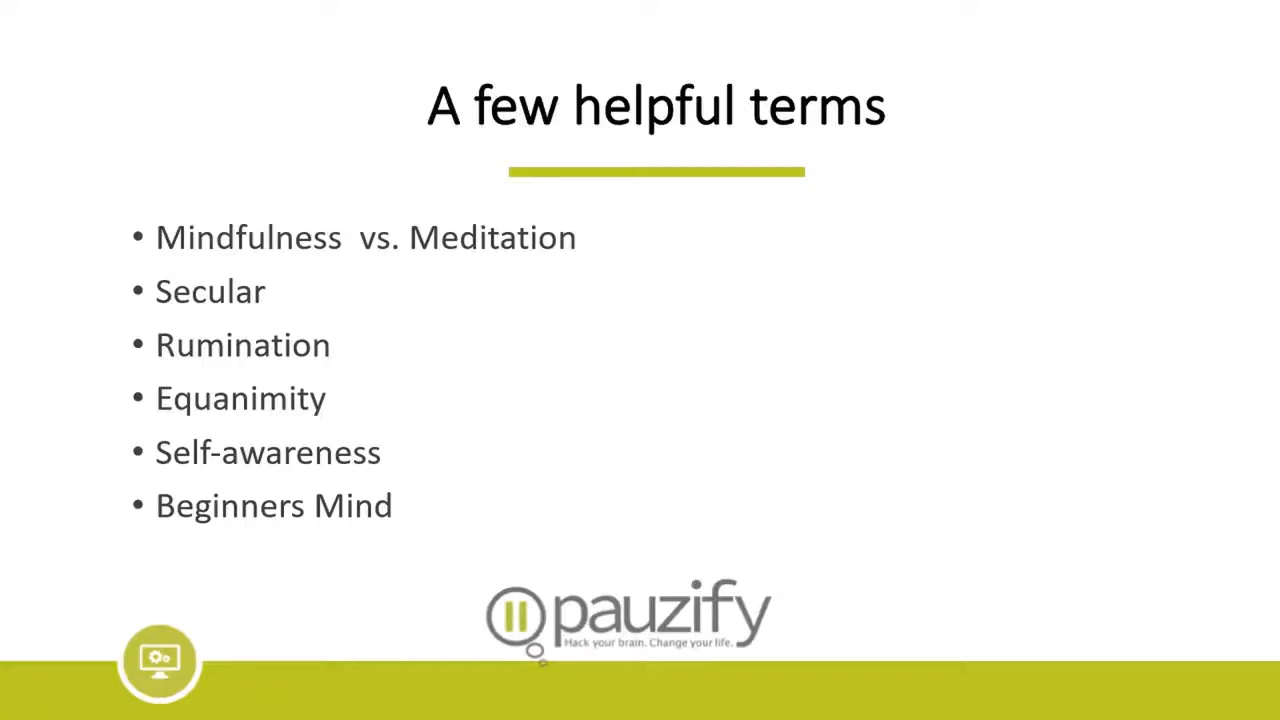 A few helpful terms
• Mindfulness  vs. Meditation
• Secular
• Rumination
• Equanimity
• Self-awareness
• Beginners Mind
pauzify
Hack your brain. Change your life.